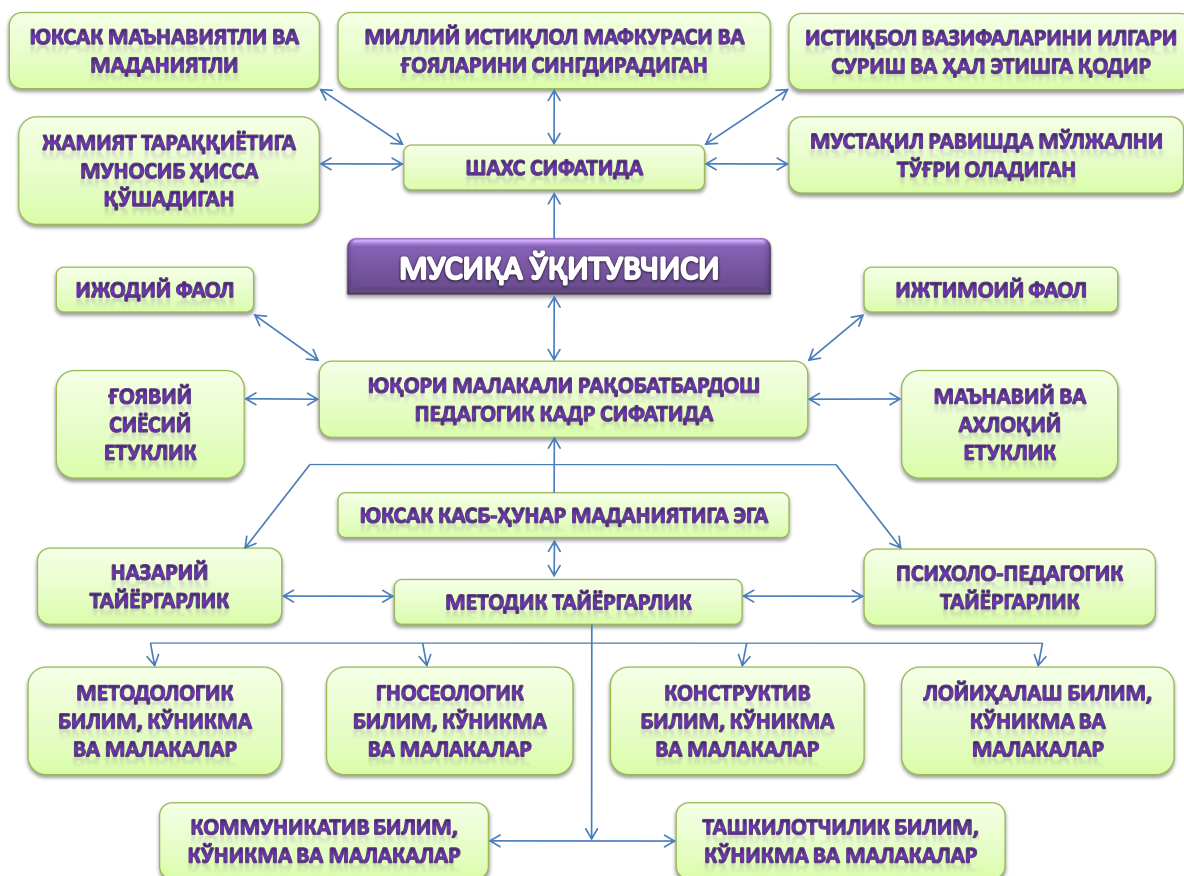 ЮКСАК МАЪНАВИЯТЛИ ВА
МАДАНИЯТЛИ
МИЛЛИЙ ИСТИҚЛОЛ МАФКУРАСИ ВА
ҒОЯЛАРИНИ СИНГДИРАДИГАН
ИСТИҚБОЛ ВАЗИФАЛАРИНИ ИЛГАРИ
СУРИШ ВА ҲАЛ ЭТИШГА ҚОДИР
ЖАМИЯТ ТАРАҚҚИЁТИГА
МУНОСИБ ҲИССА
ҚЎШАДИГАН
ШАХС СИФАТИДА
МУСТАҚИЛ РАВИШДА МЎЛЖАЛНИ
ТЎҒРИ ОЛАДИГАН
МУСИҚА ЎҚИТУВЧИСИ
ИЖОДИЙ ФАОЛ
ИЖТИМОИЙ ФАОЛ
ҒОЯВИЙ
СИЁСИЙ
ЕТУКЛИК
ЮҚОРИ МАЛАКАЛИ РАҚОБАТБАРДОШ
ПЕДАГОГИК КАДР СИФАТИДА
МАЪНАВИЙ ВА
АХЛОҚИЙ
ЕТУКЛИК
ЮКСАК КАСБ-ҲУНАР МАДАНИЯТИГА ЭГА
НАЗАРИЙ
ТАЙЁРГАРЛИК
МЕТОДИК ТАЙЁРГАРЛИК
ПСИХОЛО-ПЕДАГОГИК
ТАЙЁРГАРЛИК
МЕТОДОЛОГИК
БИЛИМ, КЎНИКМА
ВА МАЛАКАЛАР
ГНОСЕОЛОГИК
БИЛИМ, КЎНИКМА
ВА МАЛАКАЛАР
КОНСТРУКТИВ
БИЛИМ, КЎНИКМА
ВА МАЛАКАЛАР
ЛОЙИҲАЛАШ БИЛИМ,
КЎНИКМА ВА
МАЛАКАЛАР
КОММУНИКАТИВ БИЛИМ,
КЎНИКМА ВА МАЛАКАЛАР
ТАШКИЛОТЧИЛИК БИЛИМ,
КЎНИКМА ВА МАЛАКАЛАР